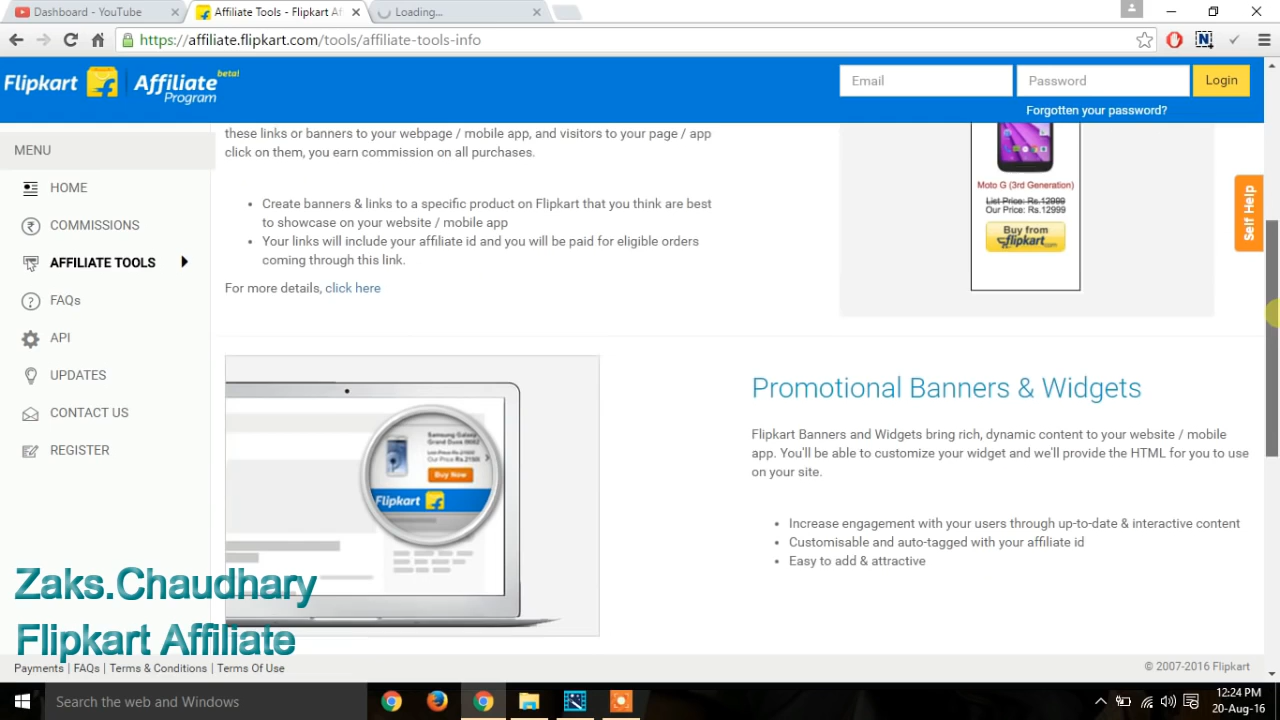 Dashboard - YouTube
Affiliate Tools - Flipkart Af
Loading...
https://affiliate.flipkart.com/tools/affiliate-tools-info
Flipkart Affiliate beta!
Program
Email
Password
Login
Forgotten your password?
MENU
HOME
COMMISSIONS
AFFILIATE TOOLS
FAQs
API
UPDATES
CONTACT US
REGISTER
these links or banners to your webpage / mobile app, and visitors to your page / app
click on them, you earn commission on all purchases.
• Create banners & links to a specific product on Flipkart that you think are best
to showcase on your website / mobile app
• Your links will include your affiliate id and you will be paid for eligible orders
coming through this link.
For more details, click here
Moto G (3rd Generation)
List Price: Rs.12999
Our Price: Rs.12999
Buy from
flipkart.com
Self Help
Samsung Galaxy
Buy Now
Flipkart
Promotional Banners & Widgets
Flipkart Banners and Widgets bring rich, dynamic content to your website / mobile
app. You'll be able to customize your widget and we'll provide the HTML for you to use
on your site.
• Increase engagement with your users through up-to-date & interactive content
• Customisable and auto-tagged with your affiliate id
• Easy to add & attractive
Zaks.Chaudhary
Flipkart Affiliate
Payments | FAQs | Terms & Conditions | Terms Of Use
© 2007-2016 Flipkart
Search the web and Windows
12:24 PM
20-Aug-16